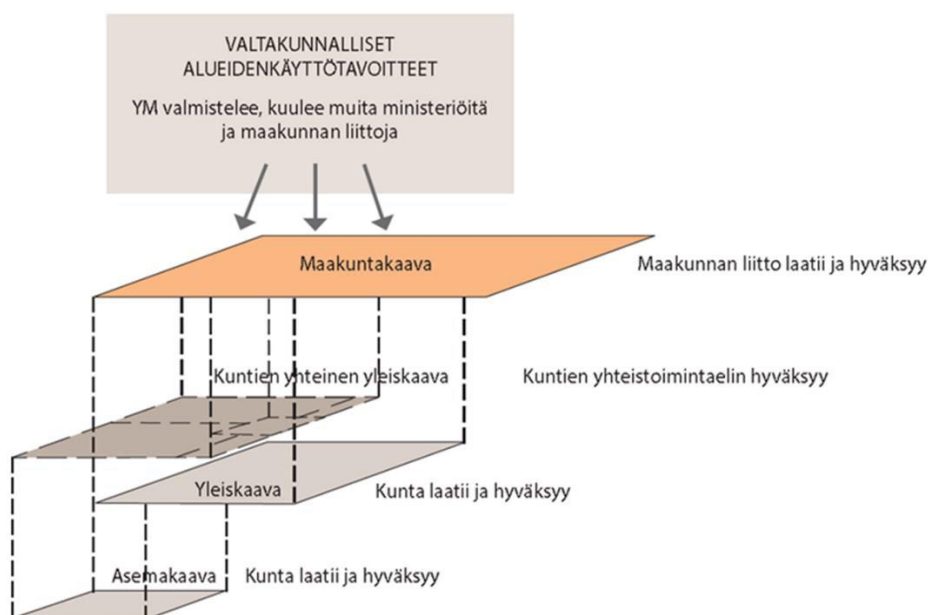 VALTAKUNNALLISET
ALUEIDENKÄYTTÖTAVOITTEET
YM valmistelee, kuulee muita ministeriöitä
ja maakunnan liittoja
Maakuntakaava
Maakunnan liitto laatii ja hyväksyy
Kuntien yhteinen yleiskaava
Kuntien yhteistoimintaelin hyväksyy
Yleiskaava
Kunta laatii ja hyväksyy
Asemakaava
Kunta laatii ja hyväksyy